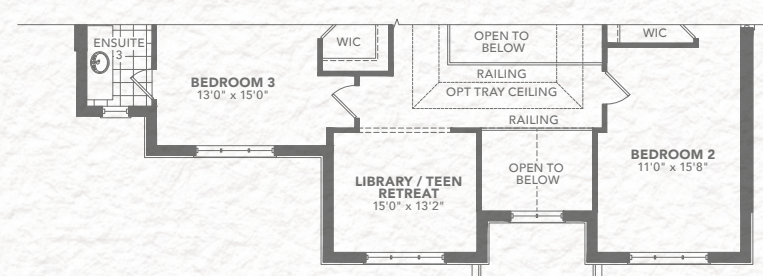 ENSUITE
3
BEDROOM 3
13'0" x 15'0"
WIC
OPEN TO
BELOW
RAILING
OPT TRAY CEILING
RAILING
WIC
LIBRARY / TEEN
RETREAT
15'0" x 13'2"
OPEN TO
BELOW
BEDROOM 2
11'0" x 15'8"